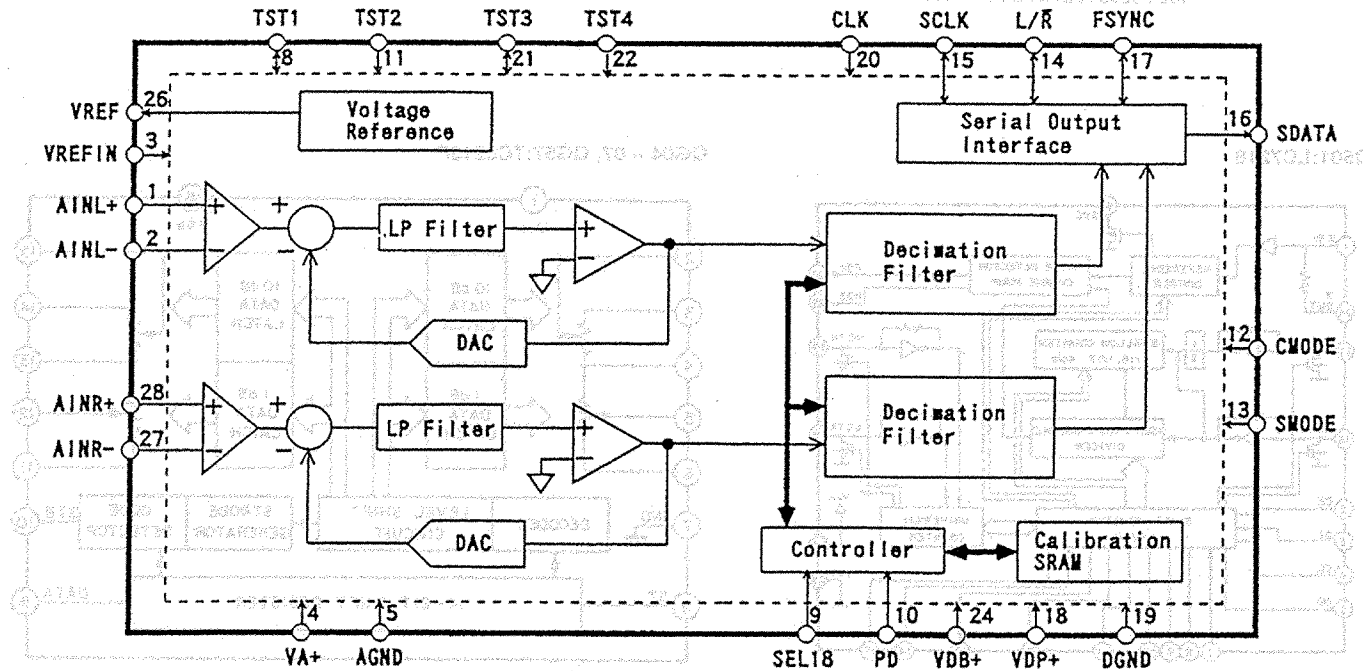 TST1 TST2 TST3 TST4 CLK SCLK L/R̅ FSYNC
8 11 21 22 20 15 14 17
VREF 26
Voltage
Reference
Serial Output
Interface
16 SDATA
VREFIN 3
AINL+ 1
+
+
LP Filter
+
Decimation
Filter
AINL- 2
−
−
−
DAC
12 CMODE
AINR+ 28
+
+
LP Filter
+
Decimation
Filter
13 SMODE
AINR- 27
−
−
−
DAC
Controller
Calibration
SRAM
4 5 9 10 24 18 19
VA+ AGND SEL18 PD VDB+ VDP+ DGND